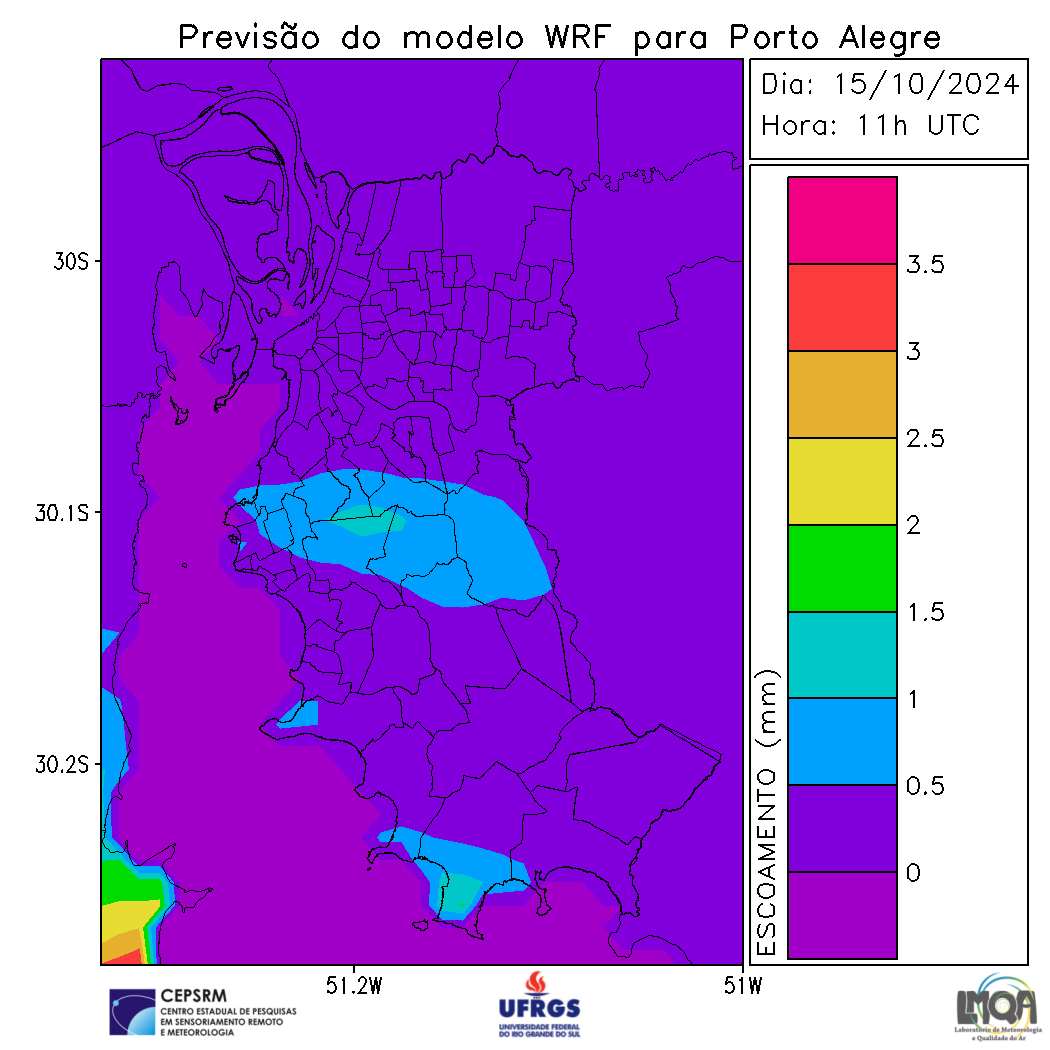 Previsão do modelo WRF para Porto Alegre
Dia: 15/10/2024
Hora: 11h UTC
30S
30.1S
30.2S
51.2W
51W
ESCOAMENTO (mm)
3.5
3
2.5
2
1.5
1
0.5
0
CEPSRM
CENTRO ESTADUAL DE PESQUISAS
EM SENSORIAMENTO REMOTO
E METEOROLOGIA
UFRGS
UNIVERSIDADE FEDERAL
DO RIO GRANDE DO SUL
LMQA
Laboratório de Meteorologia
e Qualidade do Ar